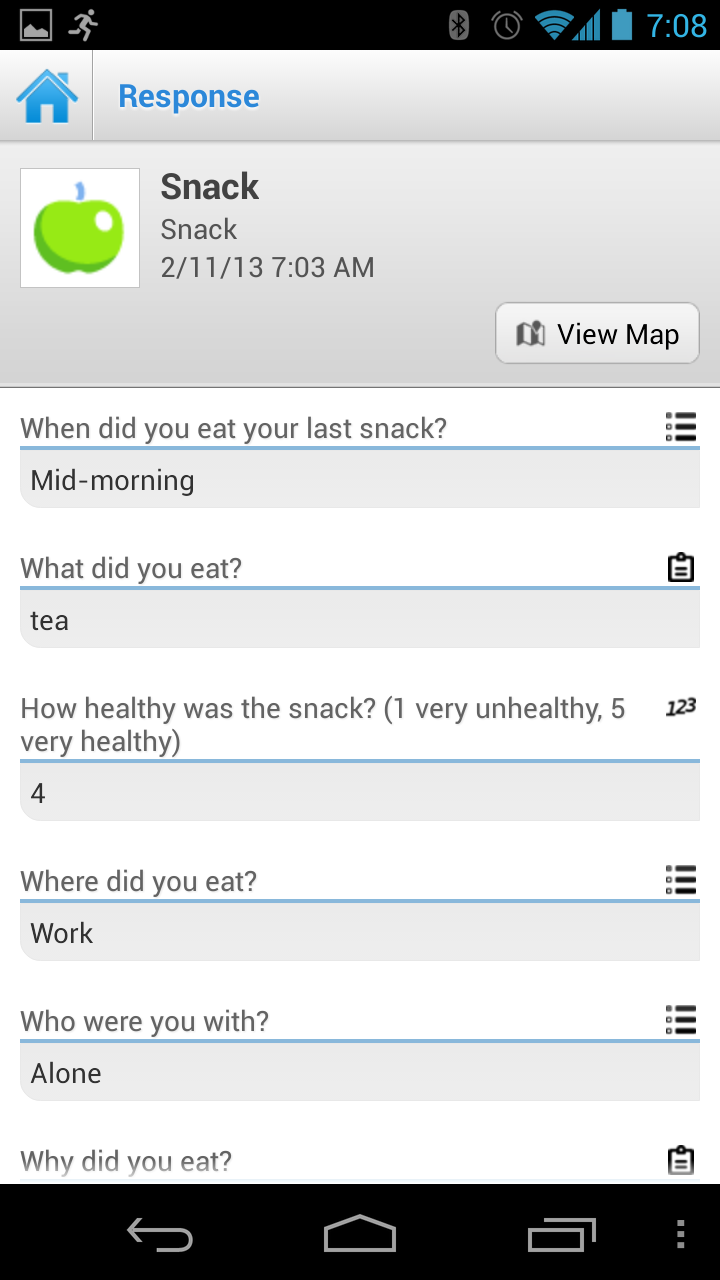 7:08
Response
Snack
Snack
2/11/13 7:03 AM
View Map
When did you eat your last snack?
Mid-morning
What did you eat?
tea
How healthy was the snack? (1 very unhealthy, 5
very healthy)
123
4
Where did you eat?
Work
Who were you with?
Alone
Why did you eat?